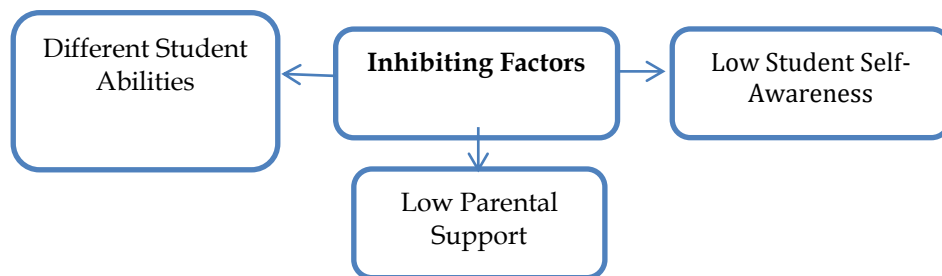 Different Student
Abilities
Inhibiting Factors
Low Student Self-
Awareness
Low Parental
Support